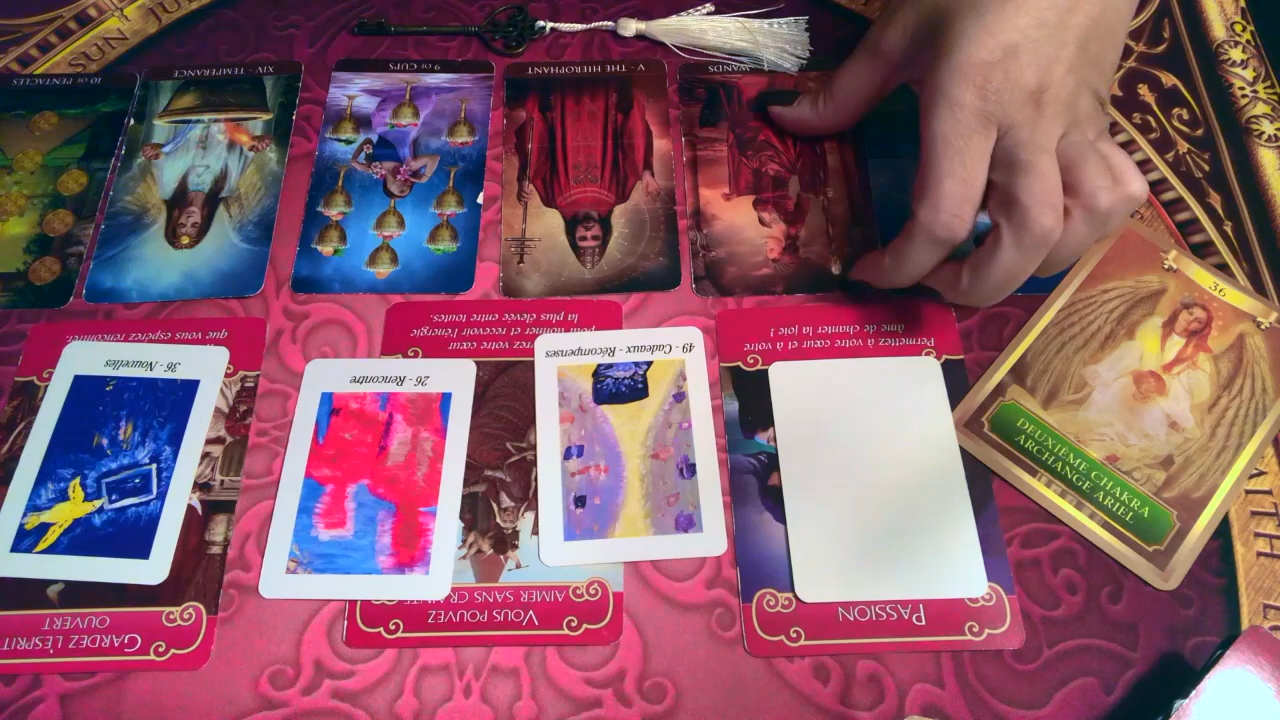 SUN
10 OF PENTACLES
XIV - TEMPERANCE
9 OF CUPS
V - THE HIEROPHANT
WANDS
36
DEUXIÈME CHAKRA
ARCHANGE ARIEL
que vous espérez rencontrer.
36 - Nouvelles
GARDEZ L'ESPRIT
OUVERT
26 - Rencontre
cœur
pour donner et recevoir l'énergie
la plus élevée entre toutes.
VOUS POUVEZ
AIMER SANS
49 - Cadeaux - Récompenses
Permettez à votre cœur et à votre
âme de chanter la joie !
PASSION